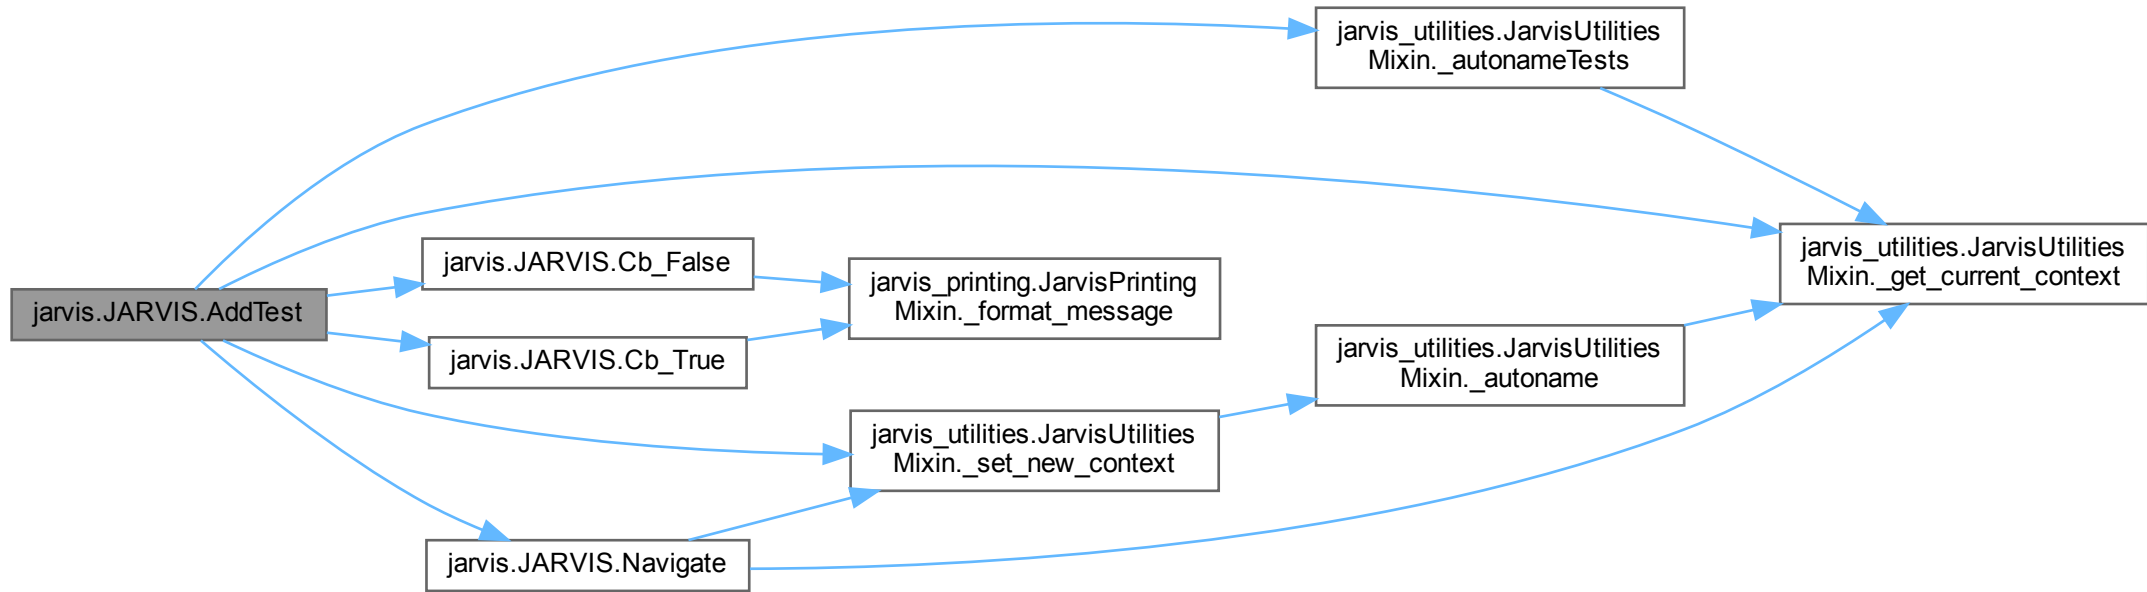 jarvis.JARVIS.AddTest
jarvis_utilities.JarvisUtilities
Mixin._autonameTests
jarvis_utilities.JarvisUtilities
Mixin._get_current_context
jarvis.JARVIS.Cb_False
jarvis_printing.JarvisPrinting
Mixin._format_message
jarvis.JARVIS.Cb_True
jarvis_utilities.JarvisUtilities
Mixin._autoname
jarvis_utilities.JarvisUtilities
Mixin._set_new_context
jarvis.JARVIS.Navigate